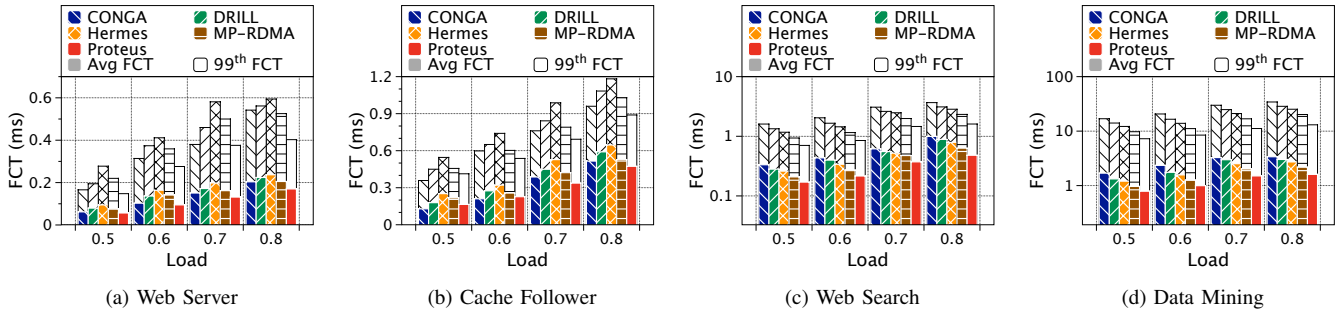 CONGA DRILL
Hermes MP-RDMA
Proteus
Avg FCT 99th FCT
FCT (ms)
0.6
0.4
0.2
0
0.5 0.6 0.7 0.8
Load
(a) Web Server
CONGA DRILL
Hermes MP-RDMA
Proteus
Avg FCT 99th FCT
FCT (ms)
1.2
0.9
0.6
0.3
0
0.5 0.6 0.7 0.8
Load
(b) Cache Follower
CONGA DRILL
Hermes MP-RDMA
Proteus
Avg FCT 99th FCT
FCT (ms)
10
1
0.1
0.5 0.6 0.7 0.8
Load
(c) Web Search
CONGA DRILL
Hermes MP-RDMA
Proteus
Avg FCT 99th FCT
FCT (ms)
100
10
1
0.5 0.6 0.7 0.8
Load
(d) Data Mining